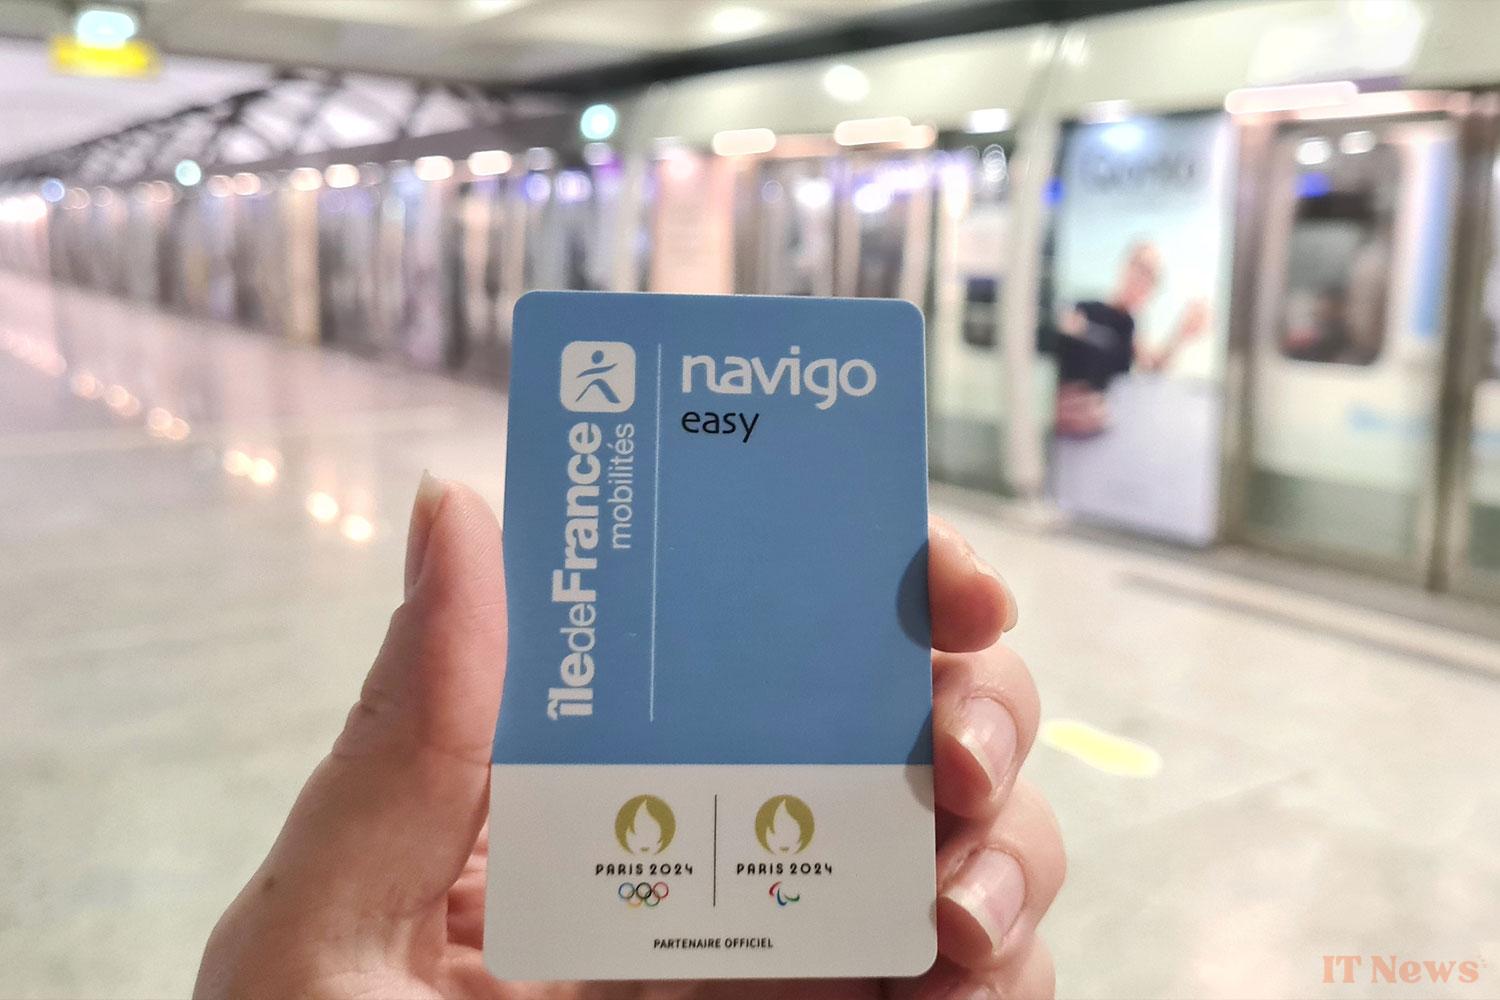 îledeFrance
mobilités
navigo
easy
PARIS 2024
PARIS 2024
PARTENAIRE OFFICIEL
IT News